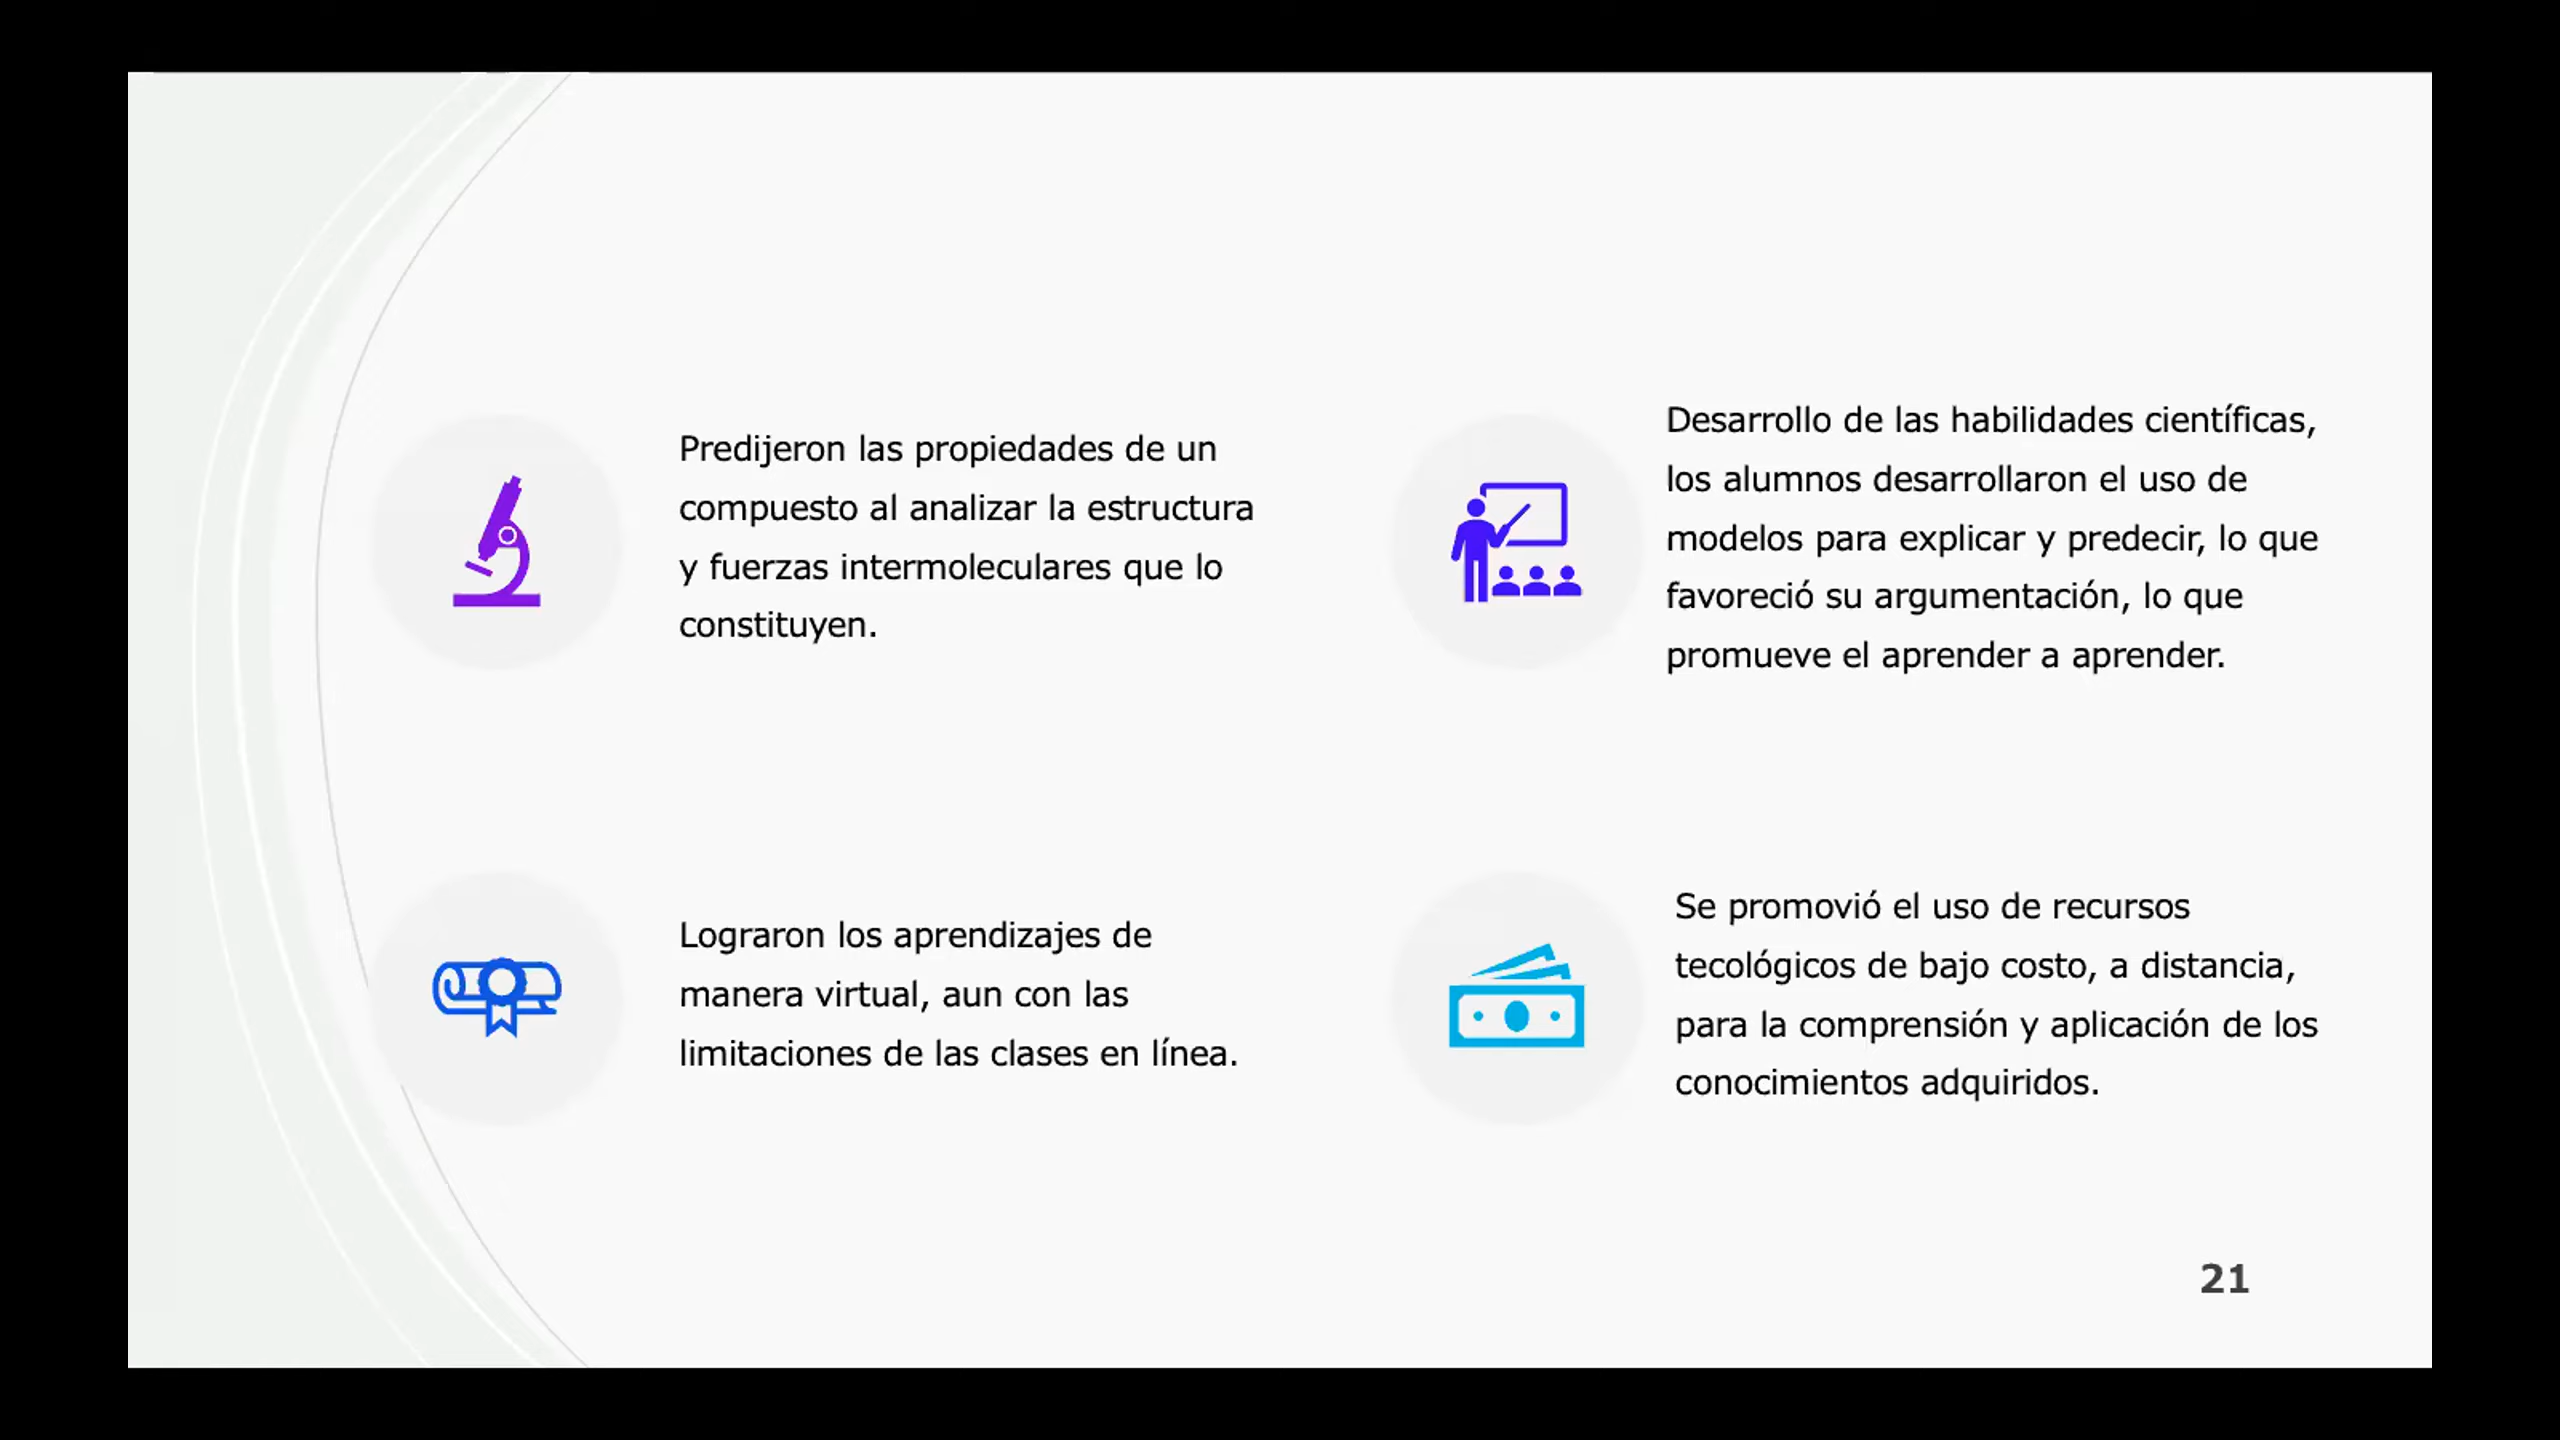 Predijeron las propiedades de un
compuesto al analizar la estructura
y fuerzas intermoleculares que lo
constituyen.
Desarrollo de las habilidades científicas,
los alumnos desarrollaron el uso de
modelos para explicar y predecir, lo que
favoreció su argumentación, lo que
promueve el aprender a aprender.
Lograron los aprendizajes de
manera virtual, aun con las
limitaciones de las clases en línea.
Se promovió el uso de recursos
tecológicos de bajo costo, a distancia,
para la comprensión y aplicación de los
conocimientos adquiridos.
21